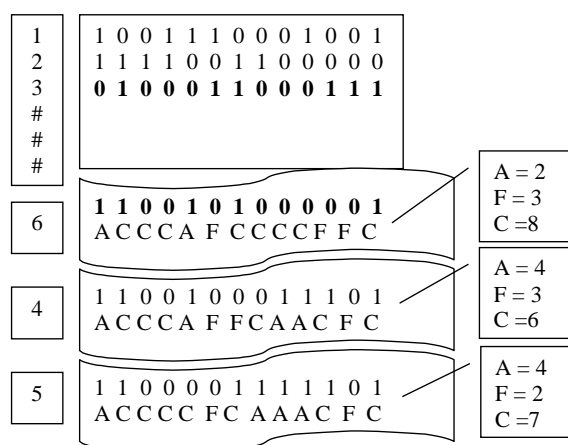 1 1 0 0 1 1 1 0 0 0 1 0 0 1
2 1 1 1 1 0 0 1 1 0 0 0 0 0
3 0 1 0 0 0 1 1 0 0 0 1 1 1
#
#
#
6
1 1 0 0 1 0 1 0 0 0 0 0 1
A C C C A F C C C C F F C
A = 2
F = 3
C =8
4
1 1 0 0 1 0 0 0 1 1 1 0 1
A C C C A F F C A A C F C
A = 4
F = 3
C =6
5
1 1 0 0 0 0 1 1 1 1 1 0 1
A C C C C F C A A A C F C
A = 4
F = 2
C =7